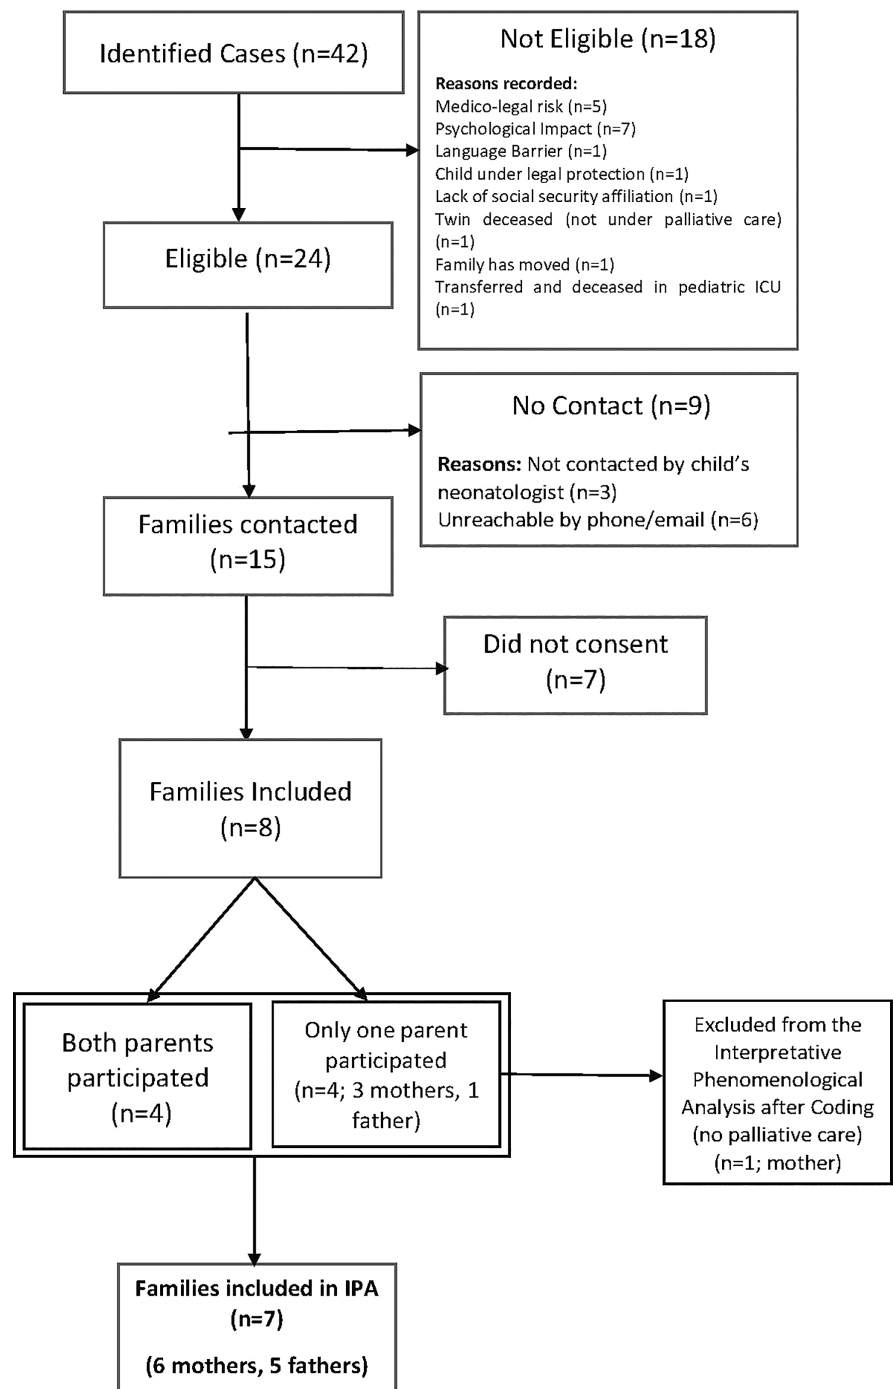 Identified Cases (n=42)
Not Eligible (n=18)
Reasons recorded:
Medico-legal risk (n=5)
Psychological Impact (n=7)
Language Barrier (n=1)
Child under legal protection (n=1)
Lack of social security affiliation (n=1)
Twin deceased (not under palliative care)
(n=1)
Family has moved (n=1)
Transferred and deceased in pediatric ICU
(n=1)
Eligible (n=24)
No Contact (n=9)
Reasons: Not contacted by child's
neonatologist (n=3)
Unreachable by phone/email (n=6)
Families contacted
(n=15)
Did not consent
(n=7)
Families Included
(n=8)
Both parents
participated
(n=4)
Only one parent
participated
(n=4; 3 mothers, 1
father)
Excluded from the
Interpretative
Phenomenological
Analysis after Coding
(no palliative care)
(n=1; mother)
Families included in IPA
(n=7)
(6 mothers, 5 fathers)